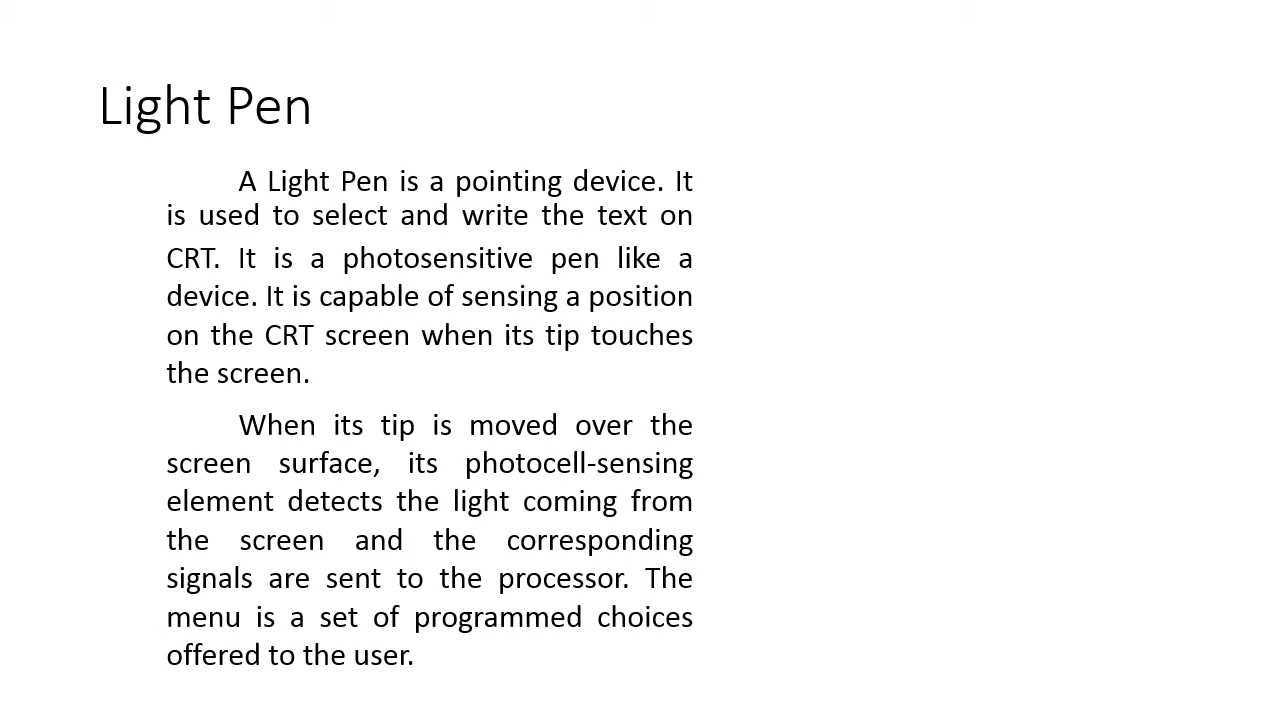 Light Pen
A Light Pen is a pointing device. It
is used to select and write the text on
CRT. It is a photosensitive pen like a
device. It is capable of sensing a position
on the CRT screen when its tip touches
the screen.
When its tip is moved over the
screen surface, its photocell-sensing
element detects the light coming from
the screen and the corresponding
signals are sent to the processor. The
menu is a set of programmed choices
offered to the user.